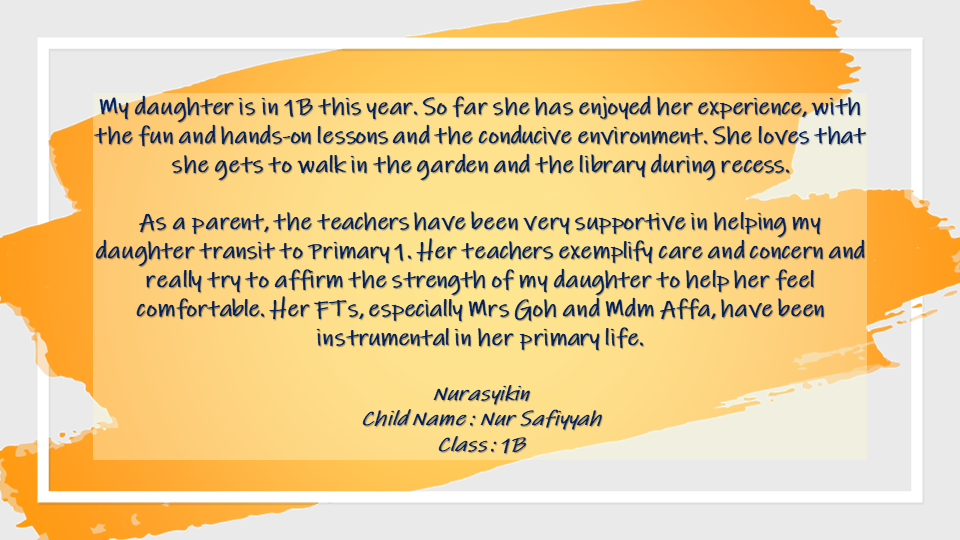 My daughter is in 1B this year. So far she has enjoyed her experience, with
the fun and hands-on lessons and the conducive environment. She loves that
she gets to walk in the garden and the library during recess.
As a parent, the teachers have been very supportive in helping my
daughter transit to Primary 1. Her teachers exemplify care and concern and
really try to affirm the strength of my daughter to help her feel
comfortable. Her FTs, especially Mrs Goh and Mdm Affa, have been
instrumental in her primary life.
Nurasyikin
Child Name : Nur Safiyyah
Class : 1B